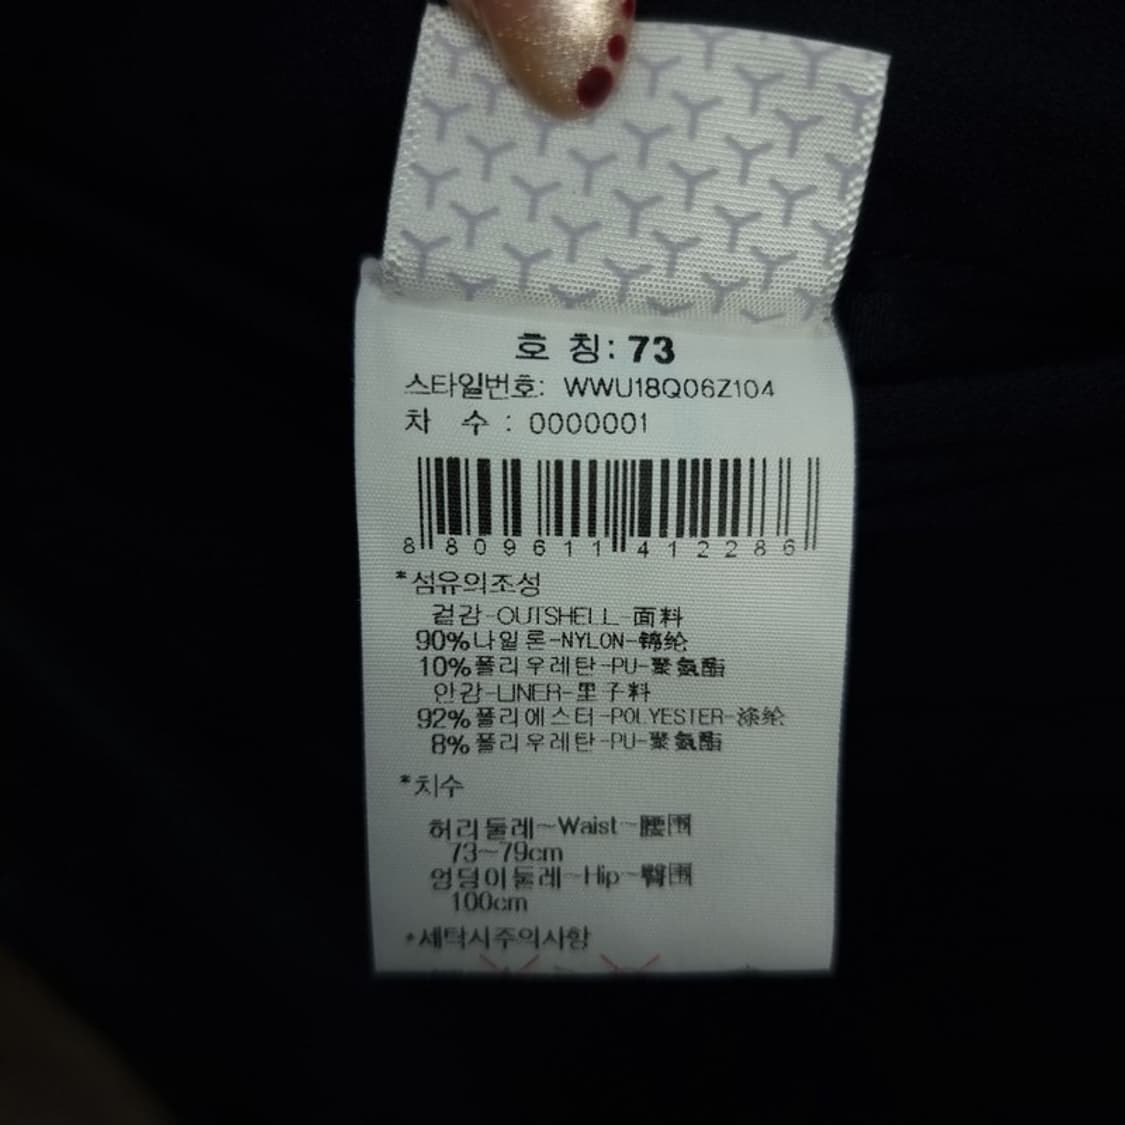 호 칭: 73
스타일번호: WWU18Q06Z104
차 수 : 0000001
8 809611 412286
*섬유의조성
겉감-OUTSHELL-面料
90%나일론-NYLON-锦纶
10%폴리우레탄-PU-聚氨酯
안감-LINER-里子料
92%폴리에스터-POLYESTER-涤纶
8%폴리우레탄-PU-聚氨酯
*치수
허리둘레~Waist~腰围
73~79cm
엉덩이둘레~Hip~臀围
100cm
*세탁시주의사항